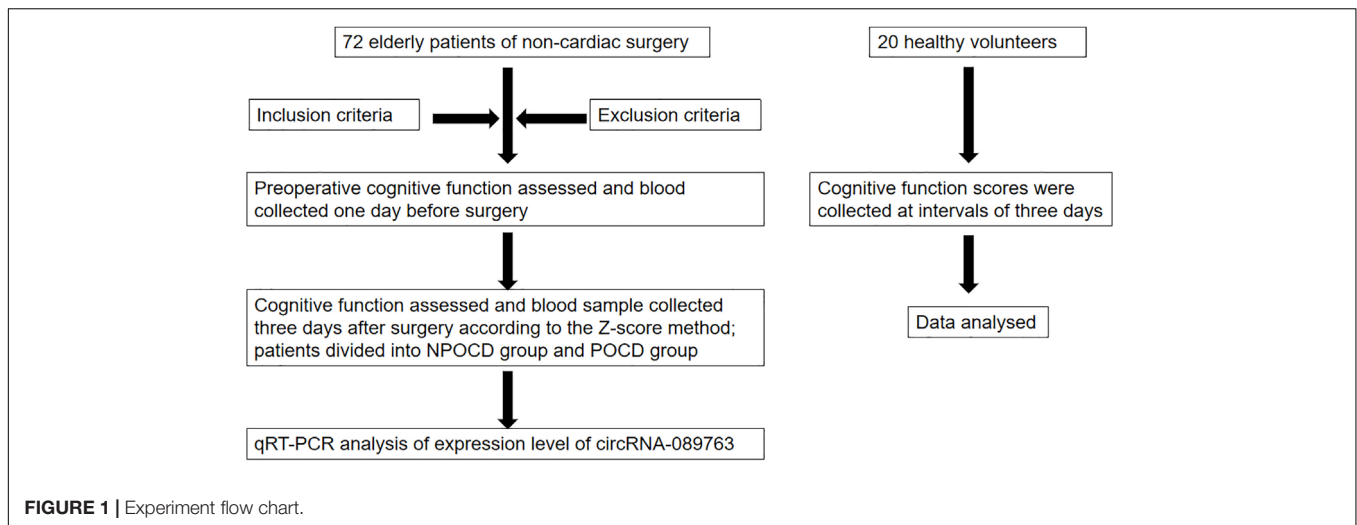 72 elderly patients of non-cardiac surgery
20 healthy volunteers
Inclusion criteria
Exclusion criteria
Preoperative cognitive function assessed and blood
collected one day before surgery
Cognitive function scores were
collected at intervals of three days
Cognitive function assessed and blood sample collected
three days after surgery according to the Z-score method;
patients divided into NPOCD group and POCD group
Data analysed
qRT-PCR analysis of expression level of circRNA-089763
FIGURE 1 | Experiment flow chart.